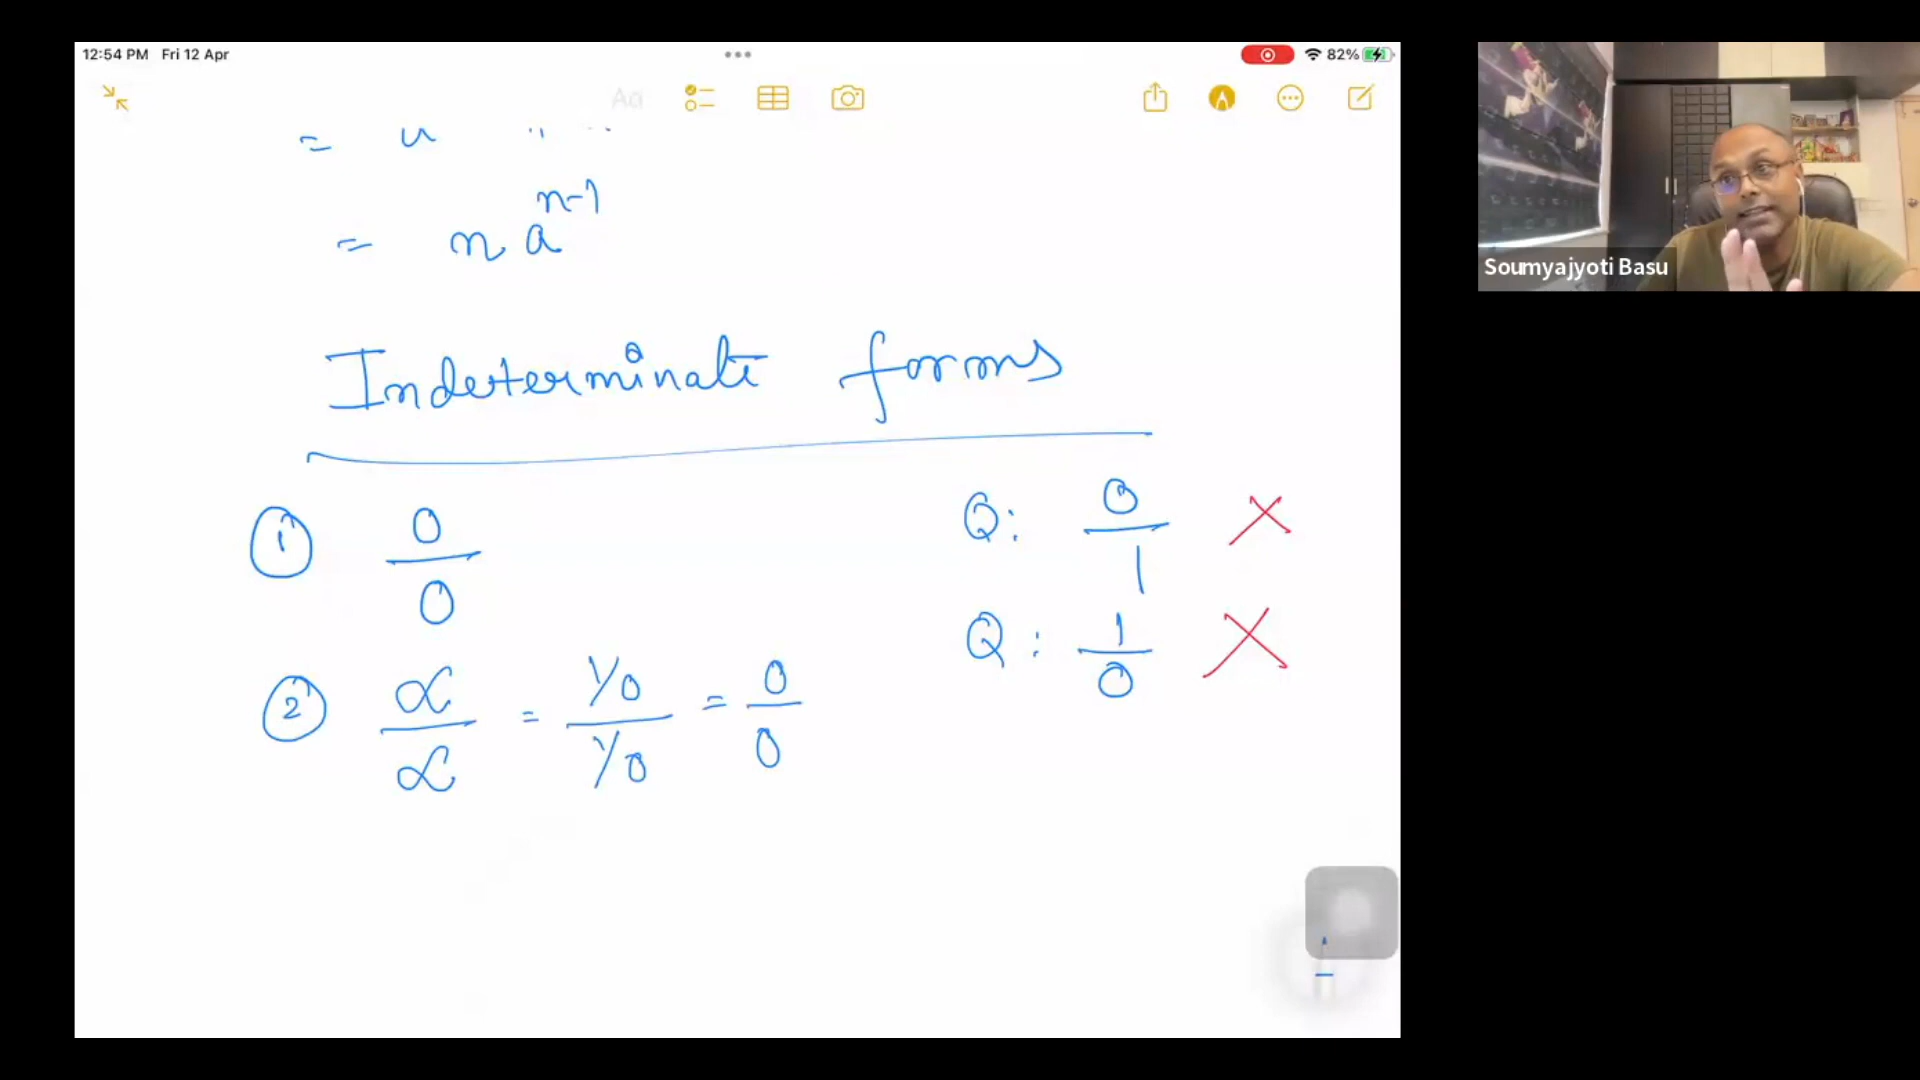 12:54 PM Fri 12 Apr
82%
Aa
= n a^{n-1}
Indeterminate forms
① 0/0
Q: 0/1 ×
Q: 1/0 ×
② ∝/∝ = (1/0)/(1/0) = 0/0
Soumyajyoti Basu